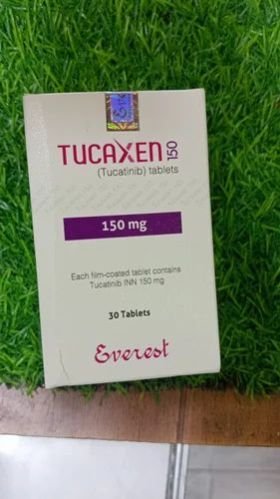 TUCAXEN 150
(Tucatinib) tablets
150 mg
Each film-coated tablet contains
Tucatinib INN 150 mg
30 Tablets
Everest